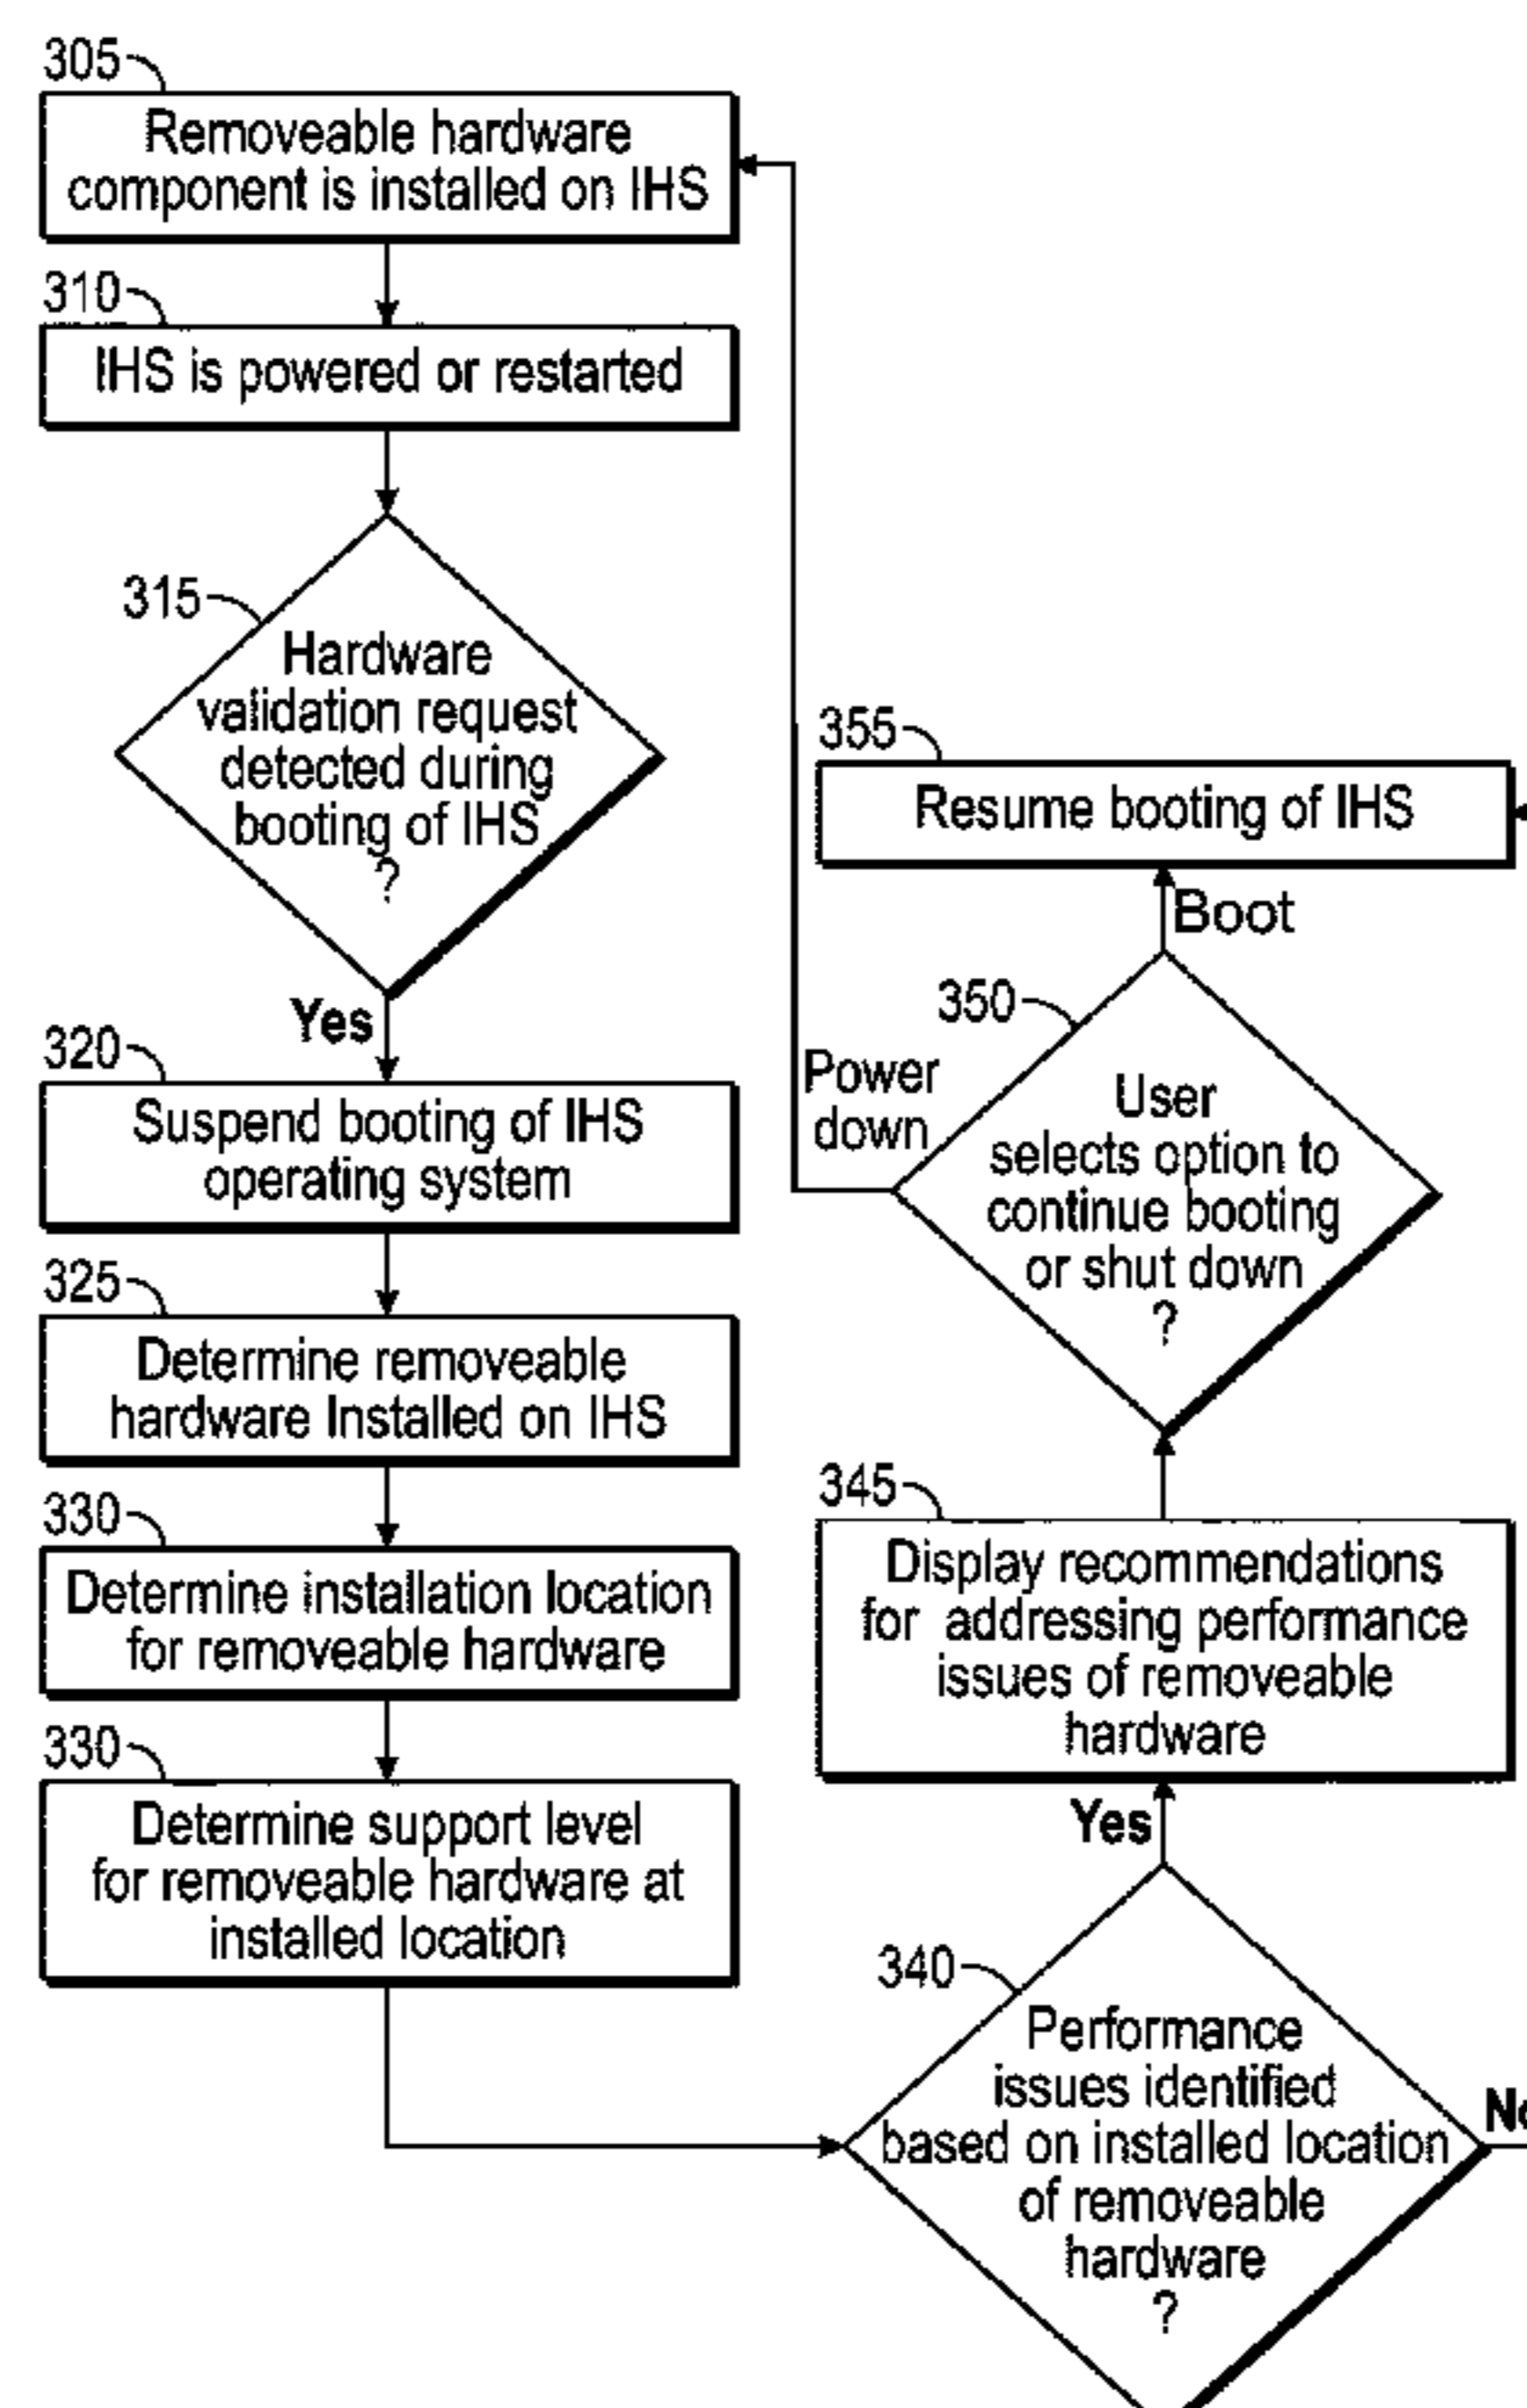 305
Removeable hardware
component is installed on IHS
310
IHS is powered or restarted
315
Hardware
validation request
detected during
booting of IHS
?
Yes
320
Suspend booting of IHS
operating system
325
Determine removeable
hardware Installed on IHS
330
Determine installation location
for removeable hardware
330
Determine support level
for removeable hardware at
installed location
355
Resume booting of IHS
Boot
350
Power
down
User
selects option to
continue booting
or shut down
?
345
Display recommendations
for addressing performance
issues of removeable
hardware
Yes
340
Performance
issues identified
based on installed location
of removeable
hardware
?